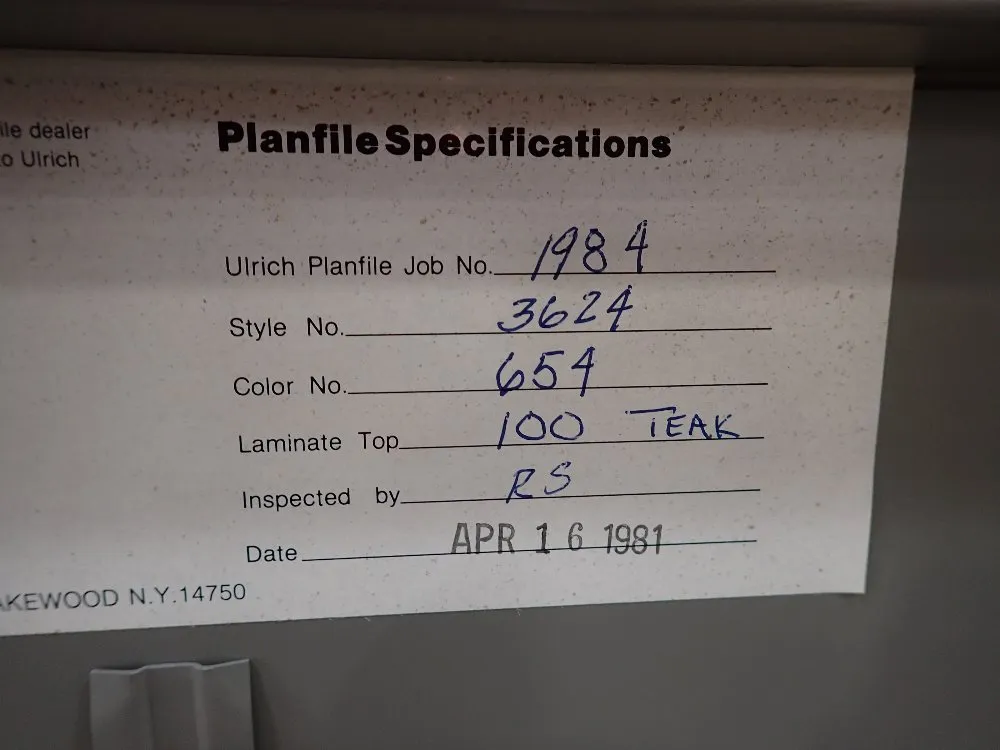 ile dealer
to Ulrich
Planfile Specifications
Ulrich Planfile Job No. 1984
Style No. 3624
Color No. 654
Laminate Top 100 TEAK
Inspected by RS
Date APR 16 1981
AKEWOOD N.Y.14750